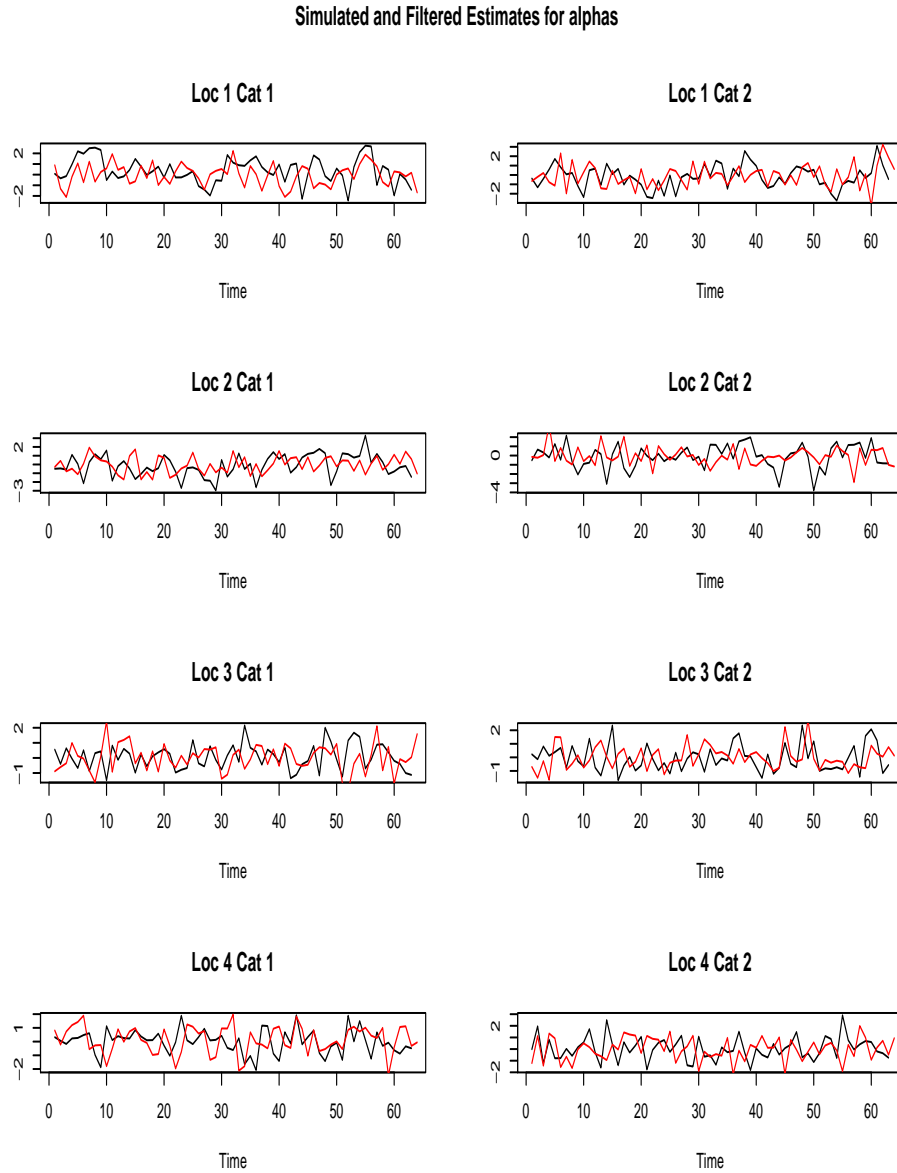 Simulated and Filtered Estimates for alphas
Loc 1 Cat 1
2
−2
0 10 20 30 40 50 60
Time
Loc 1 Cat 2
2
−2
0 10 20 30 40 50 60
Time
Loc 2 Cat 1
2
−3
0 10 20 30 40 50 60
Time
Loc 2 Cat 2
0
−4
0 10 20 30 40 50 60
Time
Loc 3 Cat 1
2
−1
0 10 20 30 40 50 60
Time
Loc 3 Cat 2
2
−1
0 10 20 30 40 50 60
Time
Loc 4 Cat 1
1
−2
0 10 20 30 40 50 60
Time
Loc 4 Cat 2
2
−2
0 10 20 30 40 50 60
Time